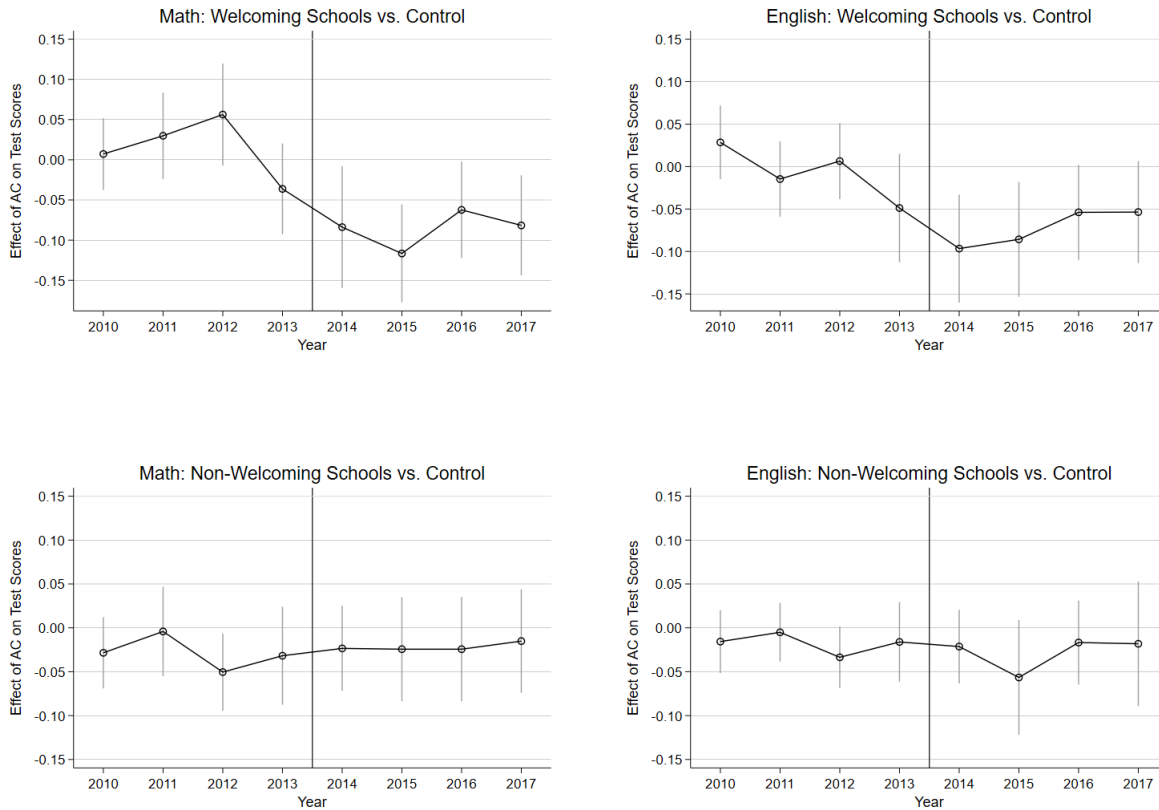 Math: Welcoming Schools vs. Control
Effect of AC on Test Scores
0.15
0.10
0.05
0.00
-0.05
-0.10
-0.15
2010 2011 2012 2013 2014 2015 2016 2017
Year
English: Welcoming Schools vs. Control
Effect of AC on Test Scores
0.15
0.10
0.05
0.00
-0.05
-0.10
-0.15
2010 2011 2012 2013 2014 2015 2016 2017
Year
Math: Non-Welcoming Schools vs. Control
Effect of AC on Test Scores
0.15
0.10
0.05
0.00
-0.05
-0.10
-0.15
2010 2011 2012 2013 2014 2015 2016 2017
Year
English: Non-Welcoming Schools vs. Control
Effect of AC on Test Scores
0.15
0.10
0.05
0.00
-0.05
-0.10
-0.15
2010 2011 2012 2013 2014 2015 2016 2017
Year